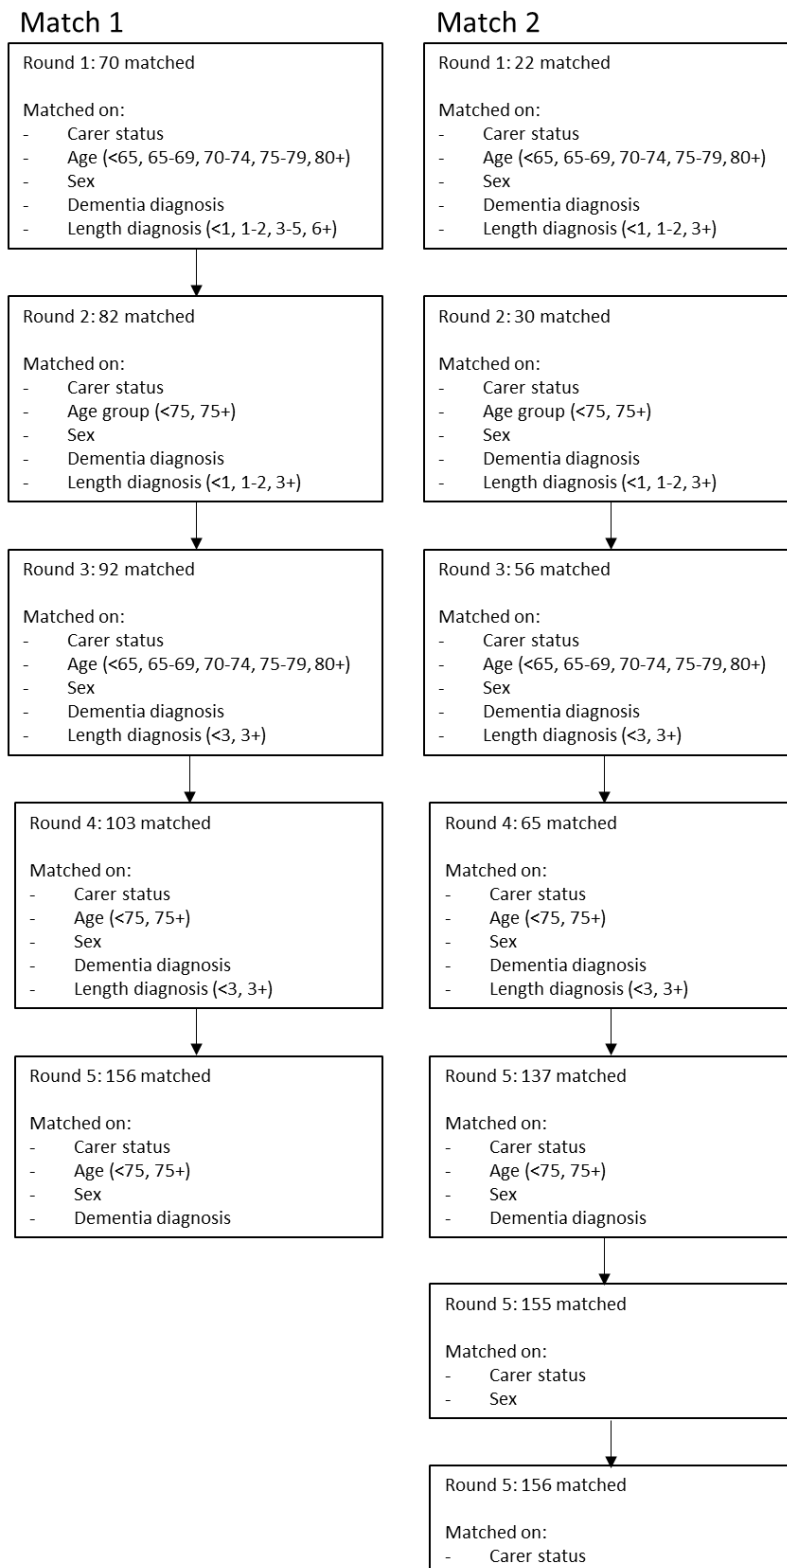 Match 1
Round 1: 70 matched
Matched on:
- Carer status
- Age (<65, 65-69, 70-74, 75-79, 80+)
- Sex
- Dementia diagnosis
- Length diagnosis (<1, 1-2, 3-5, 6+)
Round 2: 82 matched
Matched on:
- Carer status
- Age group (<75, 75+)
- Sex
- Dementia diagnosis
- Length diagnosis (<1, 1-2, 3+)
Round 3: 92 matched
Matched on:
- Carer status
- Age (<65, 65-69, 70-74, 75-79, 80+)
- Sex
- Dementia diagnosis
- Length diagnosis (<3, 3+)
Round 4: 103 matched
Matched on:
- Carer status
- Age (<75, 75+)
- Sex
- Dementia diagnosis
- Length diagnosis (<3, 3+)
Round 5: 156 matched
Matched on:
- Carer status
- Age (<75, 75+)
- Sex
- Dementia diagnosis
Match 2
Round 1: 22 matched
Matched on:
- Carer status
- Age (<65, 65-69, 70-74, 75-79, 80+)
- Sex
- Dementia diagnosis
- Length diagnosis (<1, 1-2, 3+)
Round 2: 30 matched
Matched on:
- Carer status
- Age group (<75, 75+)
- Sex
- Dementia diagnosis
- Length diagnosis (<1, 1-2, 3+)
Round 3: 56 matched
Matched on:
- Carer status
- Age (<65, 65-69, 70-74, 75-79, 80+)
- Sex
- Dementia diagnosis
- Length diagnosis (<3, 3+)
Round 4: 65 matched
Matched on:
- Carer status
- Age (<75, 75+)
- Sex
- Dementia diagnosis
- Length diagnosis (<3, 3+)
Round 5: 137 matched
Matched on:
- Carer status
- Age (<75, 75+)
- Sex
- Dementia diagnosis
Round 5: 155 matched
Matched on:
- Carer status
- Sex
Round 5: 156 matched
Matched on:
- Carer status